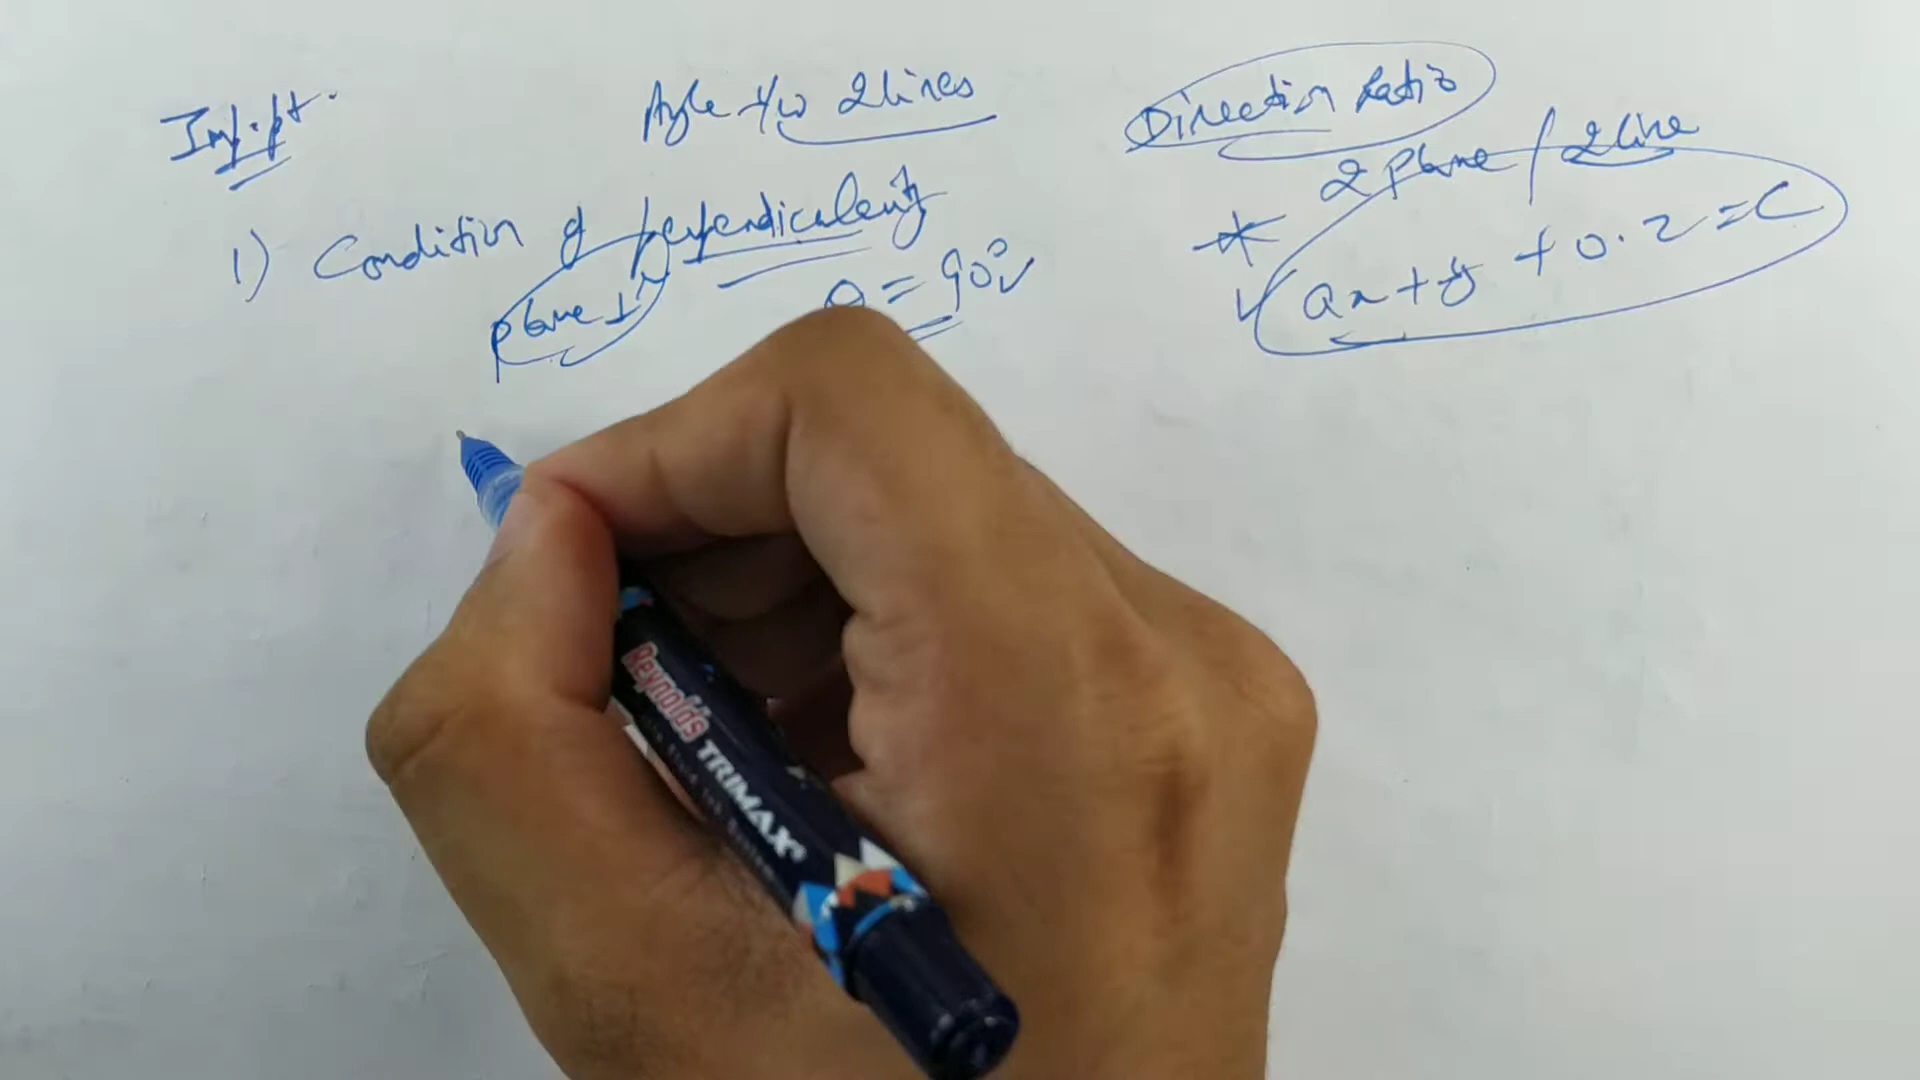 Imp. pt.
Angle b/w 2 lines
Direction Ratio
2 Plane / 2 line
1) Condition of perpendicularity
* ax + y + 0.z = C
Plane 1r
θ = 90°
Reynolds TRIMAX